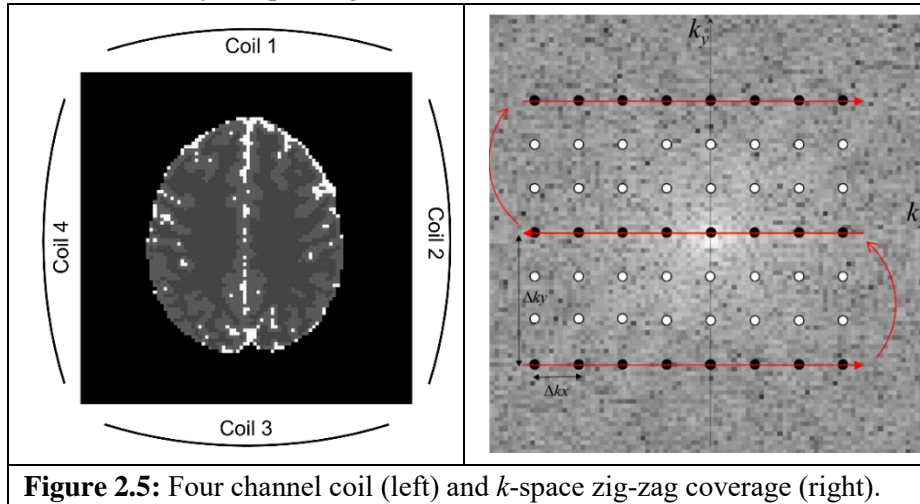 Coil 1
Coil 4
Coil 2
Coil 3
k_y
Δky
Δkx
Figure 2.5: Four channel coil (left) and k-space zig-zag coverage (right).